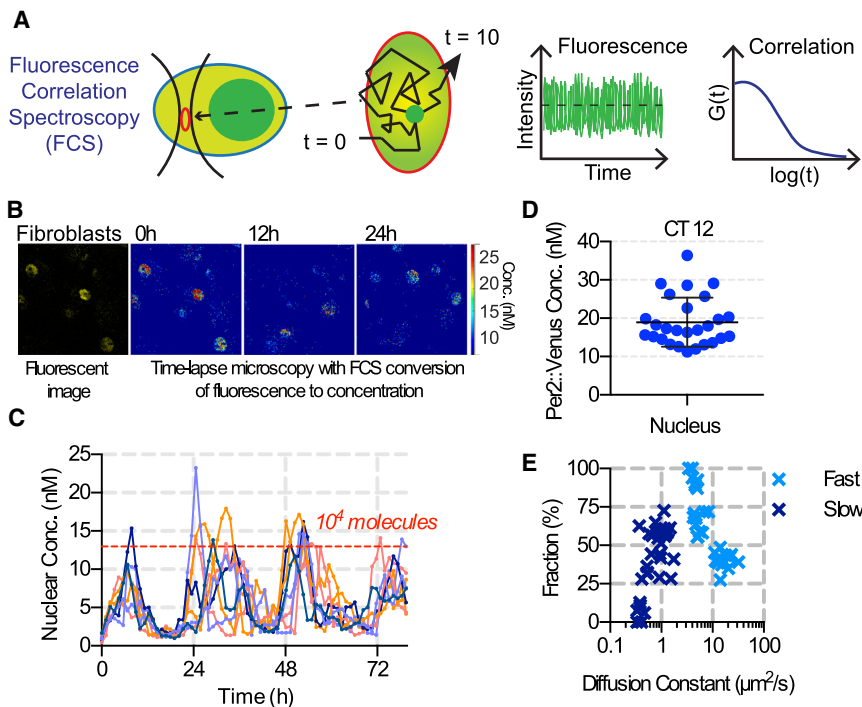 A
Fluorescence
Correlation
Spectroscopy
(FCS)
t = 0
t = 10
Fluorescence
Intensity
Time
Correlation
G(t)
log(t)
B
Fibroblasts
0h
12h
24h
25
20
15
10
Conc. (nM)
Fluorescent
image
Time-lapse microscopy with FCS conversion
of fluorescence to concentration
C
Nuclear Conc. (nM)
25
20
15
10
5
0
10⁴ molecules
0
24
48
72
Time (h)
D
CT 12
Per2::Venus Conc. (nM)
40
30
20
10
0
Nucleus
E
Fraction (%)
100
75
50
25
0
0.1
1
10
100
Diffusion Constant (µm²/s)
Fast
Slow